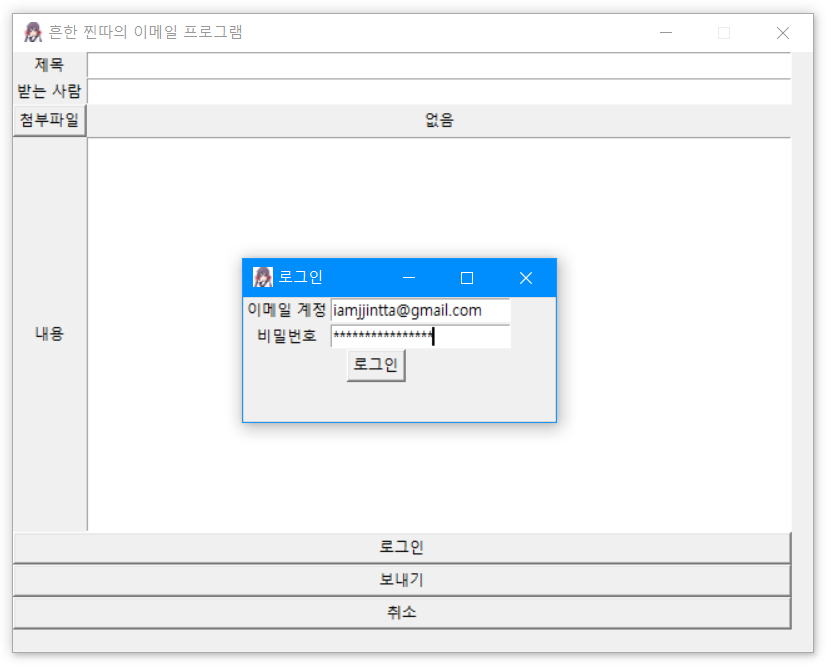 흔한 찐따의 이메일 프로그램
제목
받는 사람
첨부파일 없음
내용
로그인
이메일 계정 iamjjintta@gmail.com
비밀번호 ****************
로그인
로그인
보내기
취소